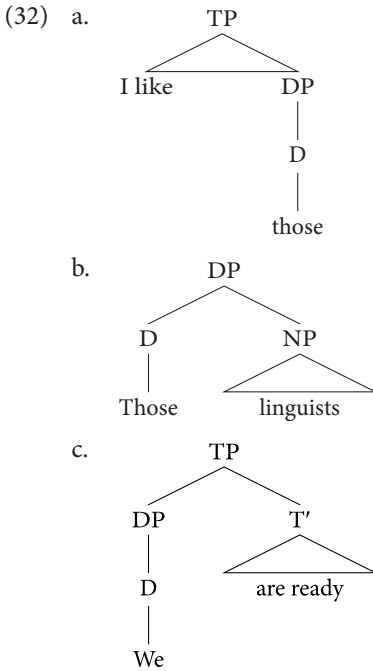 (32) a. TP
I like DP
D
those
b. DP
D NP
Those linguists
c. TP
DP T′
D are ready
We